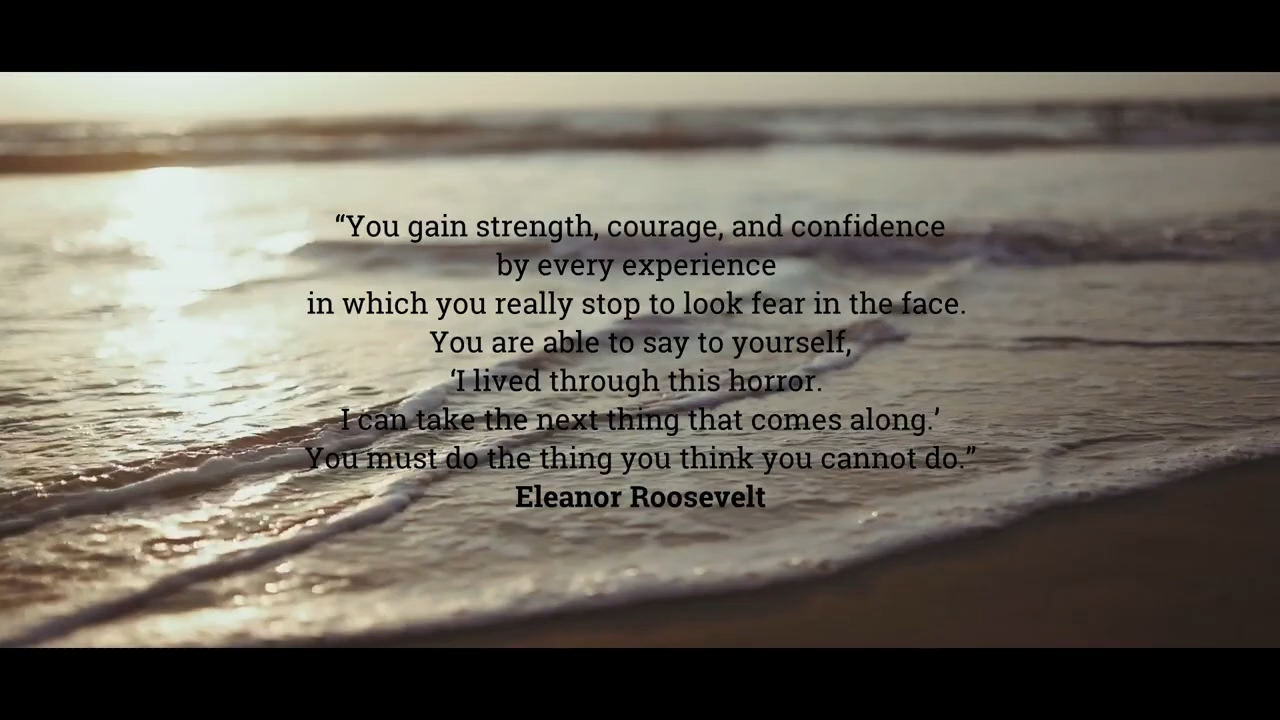 “You gain strength, courage, and confidence
by every experience
in which you really stop to look fear in the face.
You are able to say to yourself,
‘I lived through this horror.
I can take the next thing that comes along.’
You must do the thing you think you cannot do.”
Eleanor Roosevelt